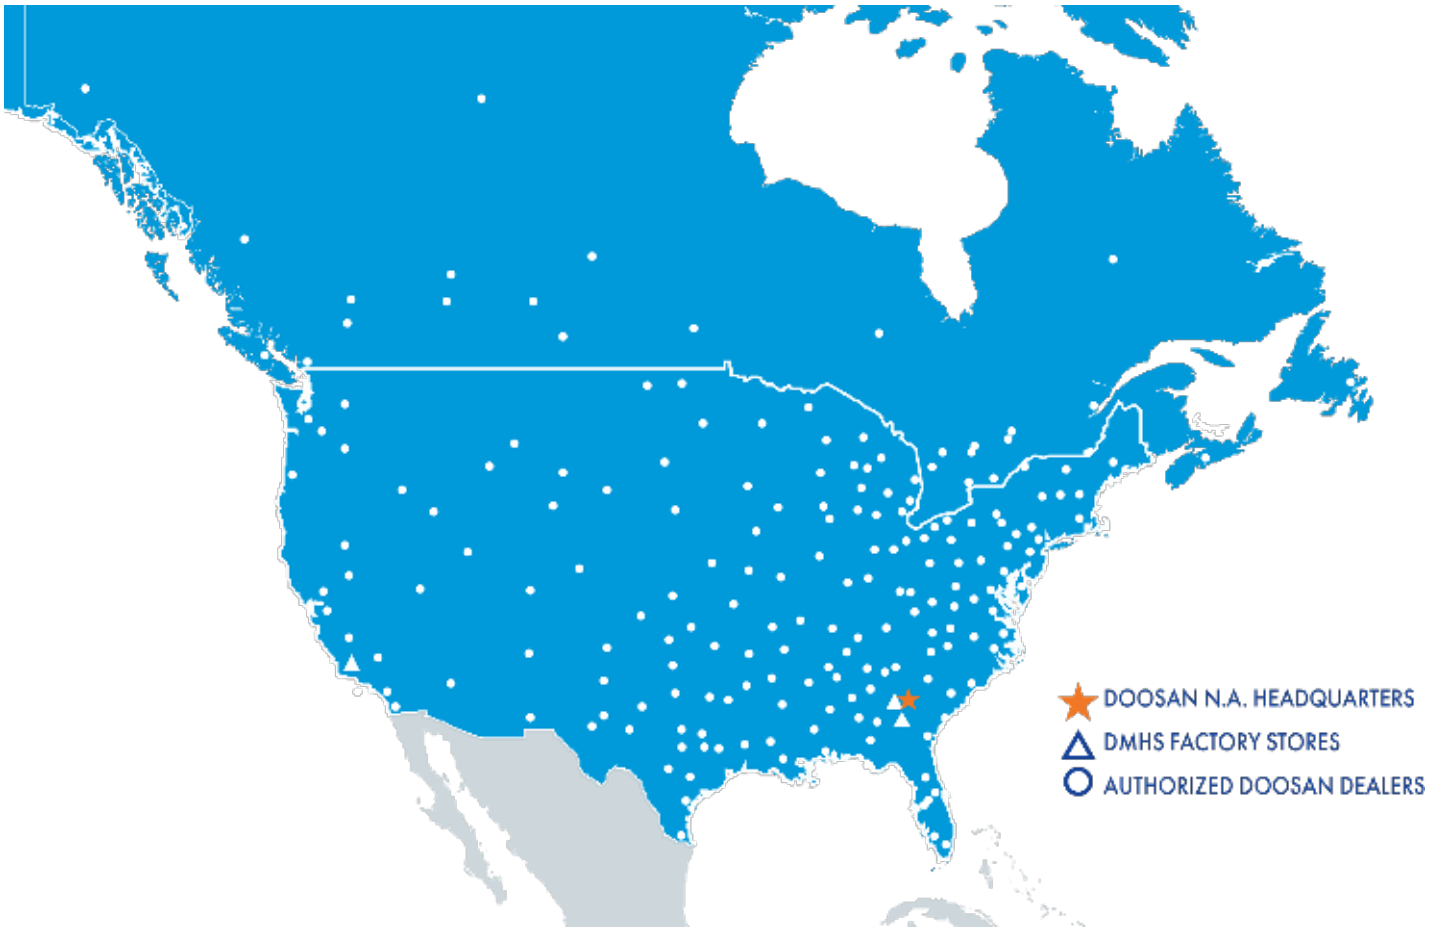 DOOSAN N.A. HEADQUARTERS
DMHS FACTORY STORES
AUTHORIZED DOOSAN DEALERS